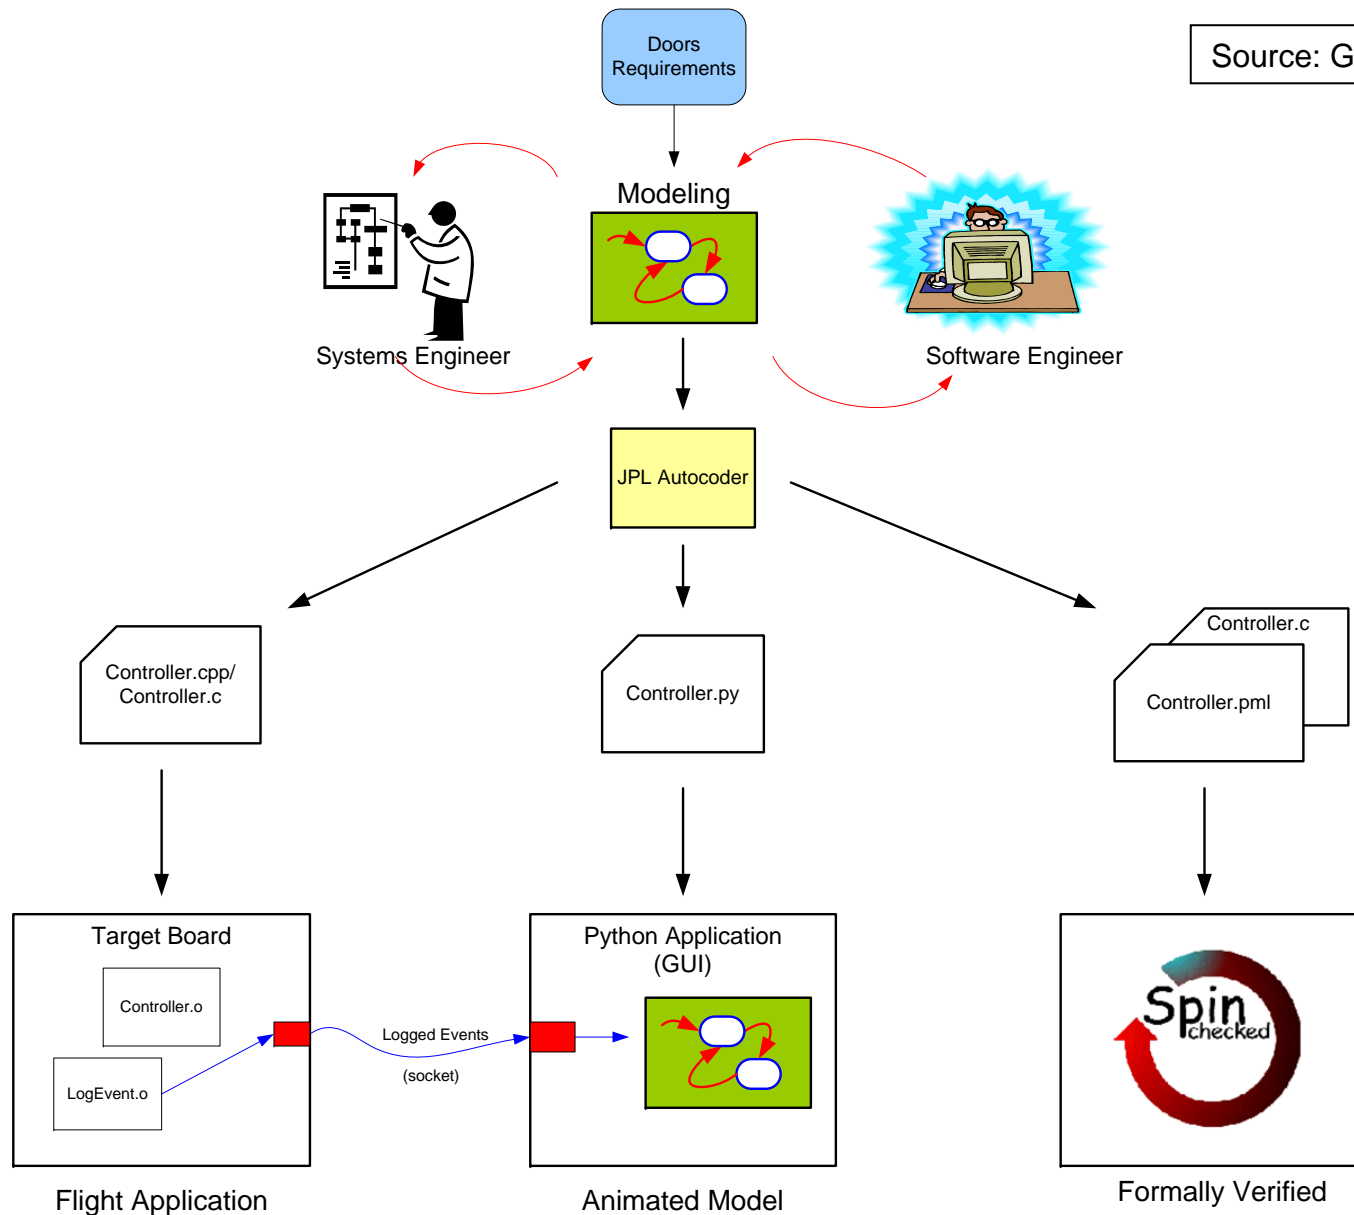 Doors
Requirements
Source: G
Modeling
Systems Engineer
Software Engineer
JPL Autocoder
Controller.cpp/
Controller.c
Controller.py
Controller.c
Controller.pml
Target Board
Controller.o
LogEvent.o
Logged Events
(socket)
Python Application
(GUI)
Spin
checked
Flight Application
Animated Model
Formally Verified